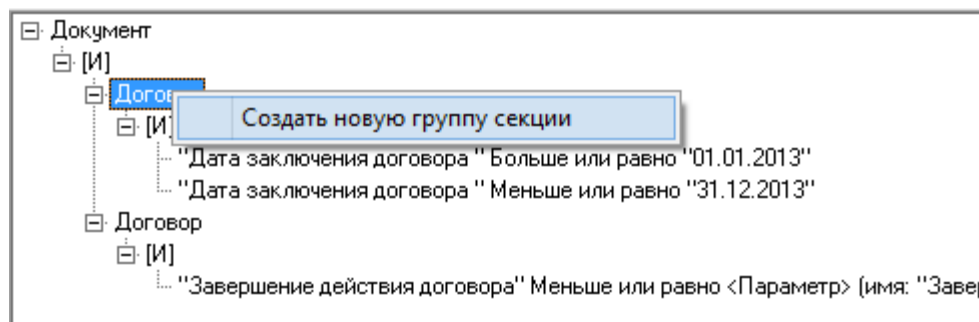 Документ
[И]
Догов
Создать новую группу секции
[И]
"Дата заключения договора " Больше или равно "01.01.2013"
"Дата заключения договора " Меньше или равно "31.12.2013"
Договор
[И]
"Завершение действия договора" Меньше или равно <Параметр> (имя: "Заве